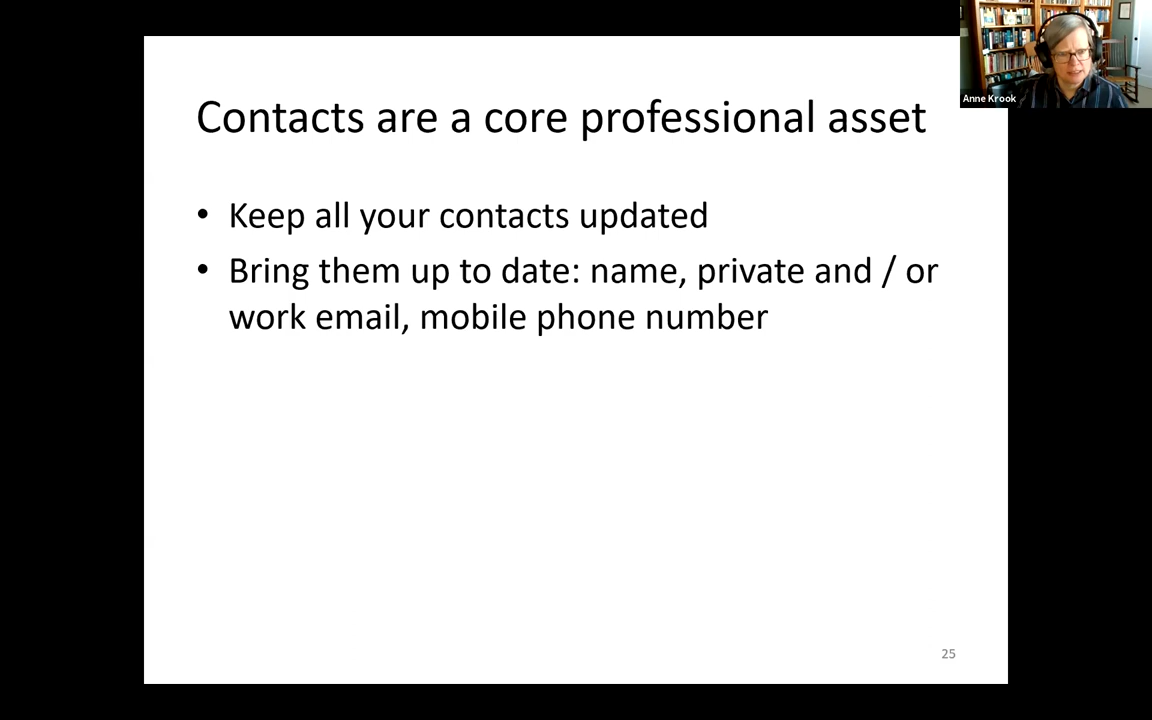 Contacts are a core professional asset
Anne Krook
• Keep all your contacts updated
• Bring them up to date: name, private and / or
work email, mobile phone number
25